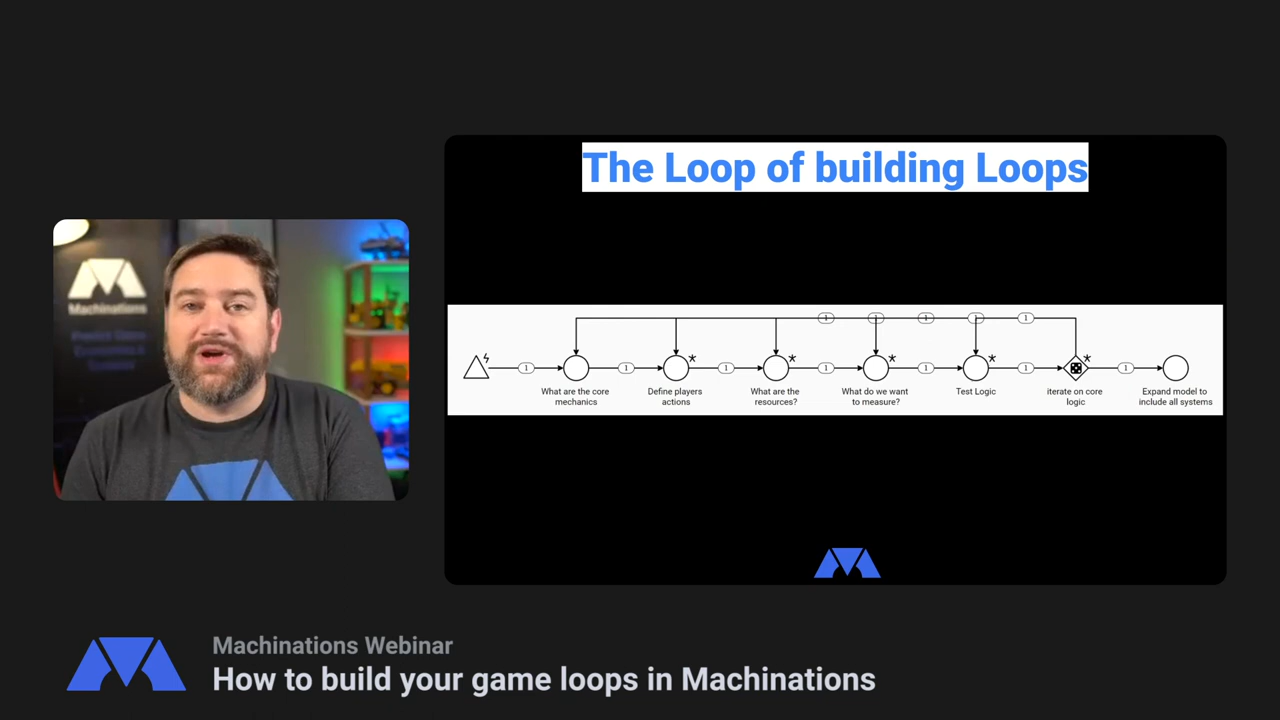 The Loop of building Loops
Machinations
1 1 1 1 1
1 1 1 1 1 1 1
What are the core
mechanics
Define players
actions
What are the
resources?
What do we want
to measure?
Test Logic
iterate on core
logic
Expand model to
include all systems
Machinations Webinar
How to build your game loops in Machinations